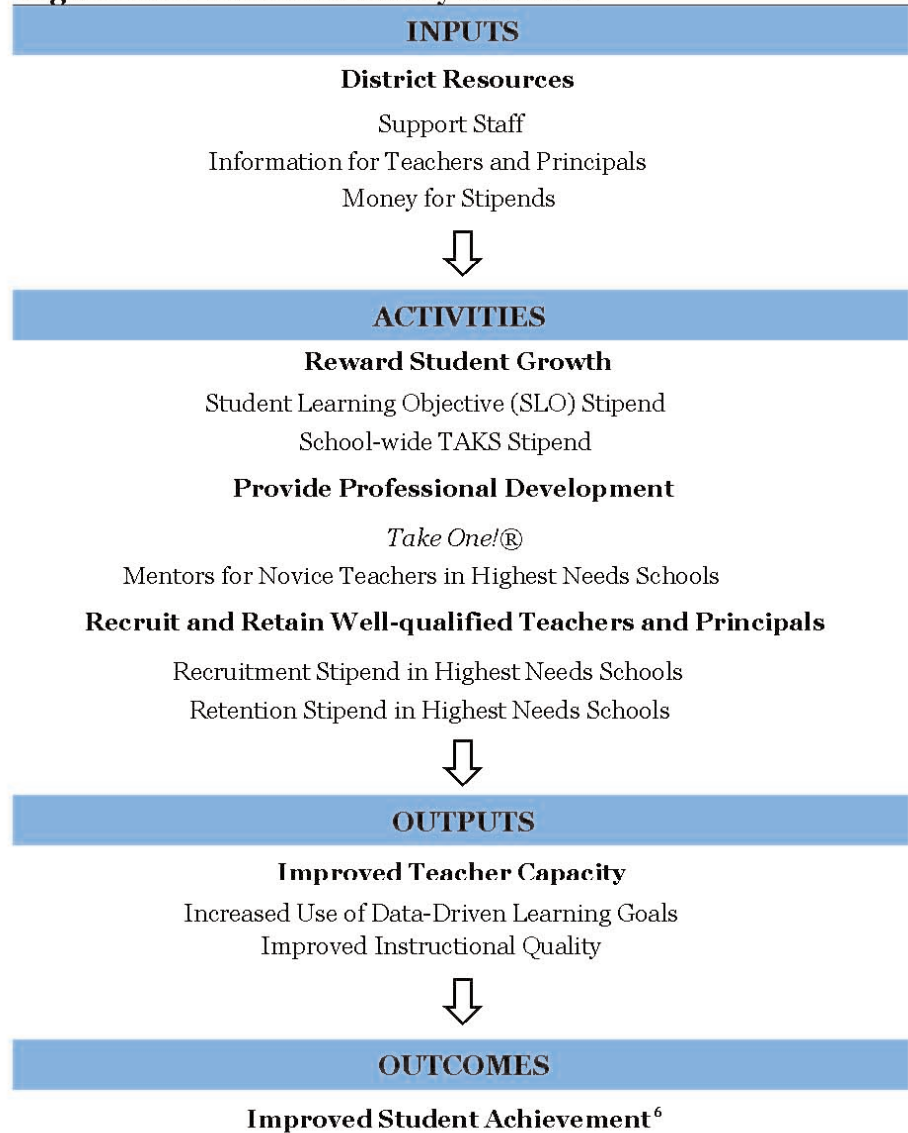 INPUTS
District Resources
Support Staff
Information for Teachers and Principals
Money for Stipends
ACTIVITIES
Reward Student Growth
Student Learning Objective (SLO) Stipend
School-wide TAKS Stipend
Provide Professional Development
Take One!®
Mentors for Novice Teachers in Highest Needs Schools
Recruit and Retain Well-qualified Teachers and Principals
Recruitment Stipend in Highest Needs Schools
Retention Stipend in Highest Needs Schools
OUTPUTS
Improved Teacher Capacity
Increased Use of Data-Driven Learning Goals
Improved Instructional Quality
OUTCOMES
Improved Student Achievement⁶